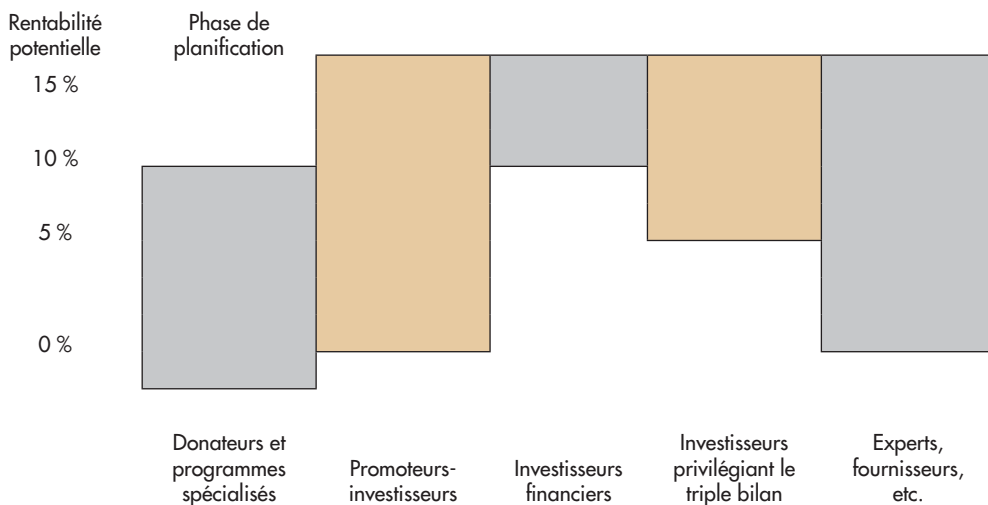 Rentabilité
potentielle
Phase de
planification
15 %
10 %
5 %
0 %
Donateurs et
programmes
spécialisés
Promoteurs-
investisseurs
Investisseurs
financiers
Investisseurs
privilégiant le
triple bilan
Experts,
fournisseurs,
etc.